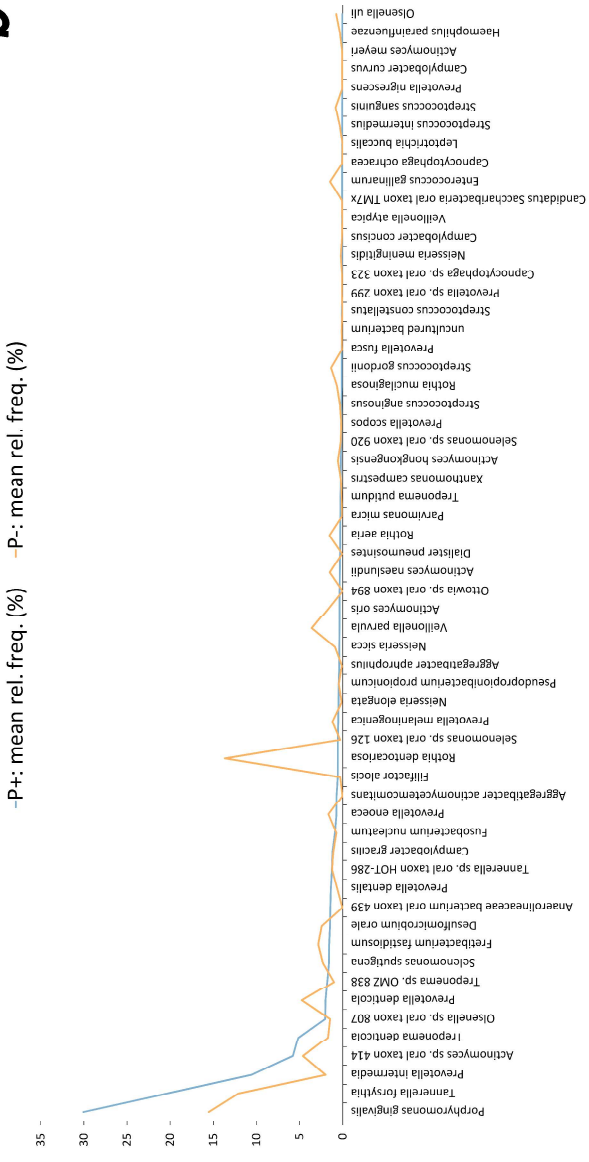 –P+: mean rel. freq. (%) –P-: mean rel. freq. (%)
35
30
25
20
15
10
5
0
Porphyromonas gingivalis
Tannerella forsythia
Prevotella intermedia
Actinomyces sp. oral taxon 414
Treponema denticola
Olsenella sp. oral taxon 807
Prevotella denticola
Treponema sp. OMZ 838
Selenomonas sputigena
Fretibacterium fastidiosum
Desulfomicrobium orale
Anaerolineaceae bacterium oral taxon 439
Prevotella dentalis
Tannerella sp. oral taxon HOT-286
Campylobacter gracilis
Fusobacterium nucleatum
Prevotella enoeca
Aggregatibacter actinomycetemcomitans
Filifactor alocis
Rothia dentocariosa
Selenomonas sp. oral taxon 126
Prevotella melaninogenica
Neisseria elongata
Pseudopropionibacterium propionicum
Aggregatibacter aphrophilus
Neisseria sicca
Veillonella parvula
Actinomyces oris
Ottowia sp. oral taxon 894
Actinomyces naeslundii
Dialister pneumosintes
Rothia aeria
Parvimonas micra
Treponema putidum
Xanthomonas campestris
Actinomyces hongkongensis
Selenomonas sp. oral taxon 920
Prevotella scopos
Streptococcus anginosus
Rothia mucilaginosa
Streptococcus gordonii
Prevotella fusca
uncultured bacterium
Streptococcus constellatus
Prevotella sp. oral taxon 299
Capnocytophaga sp. oral taxon 323
Neisseria meningitidis
Campylobacter concisus
Veillonella atypica
Candidatus Saccharibacteria oral taxon TM7x
Enterococcus gallinarum
Capnocytophaga ochracea
Leptotrichia buccalis
Streptococcus intermedius
Streptococcus sanguinis
Prevotella nigrescens
Campylobacter curvus
Actinomyces meyeri
Haemophilus parainfluenzae
Olsenella uli